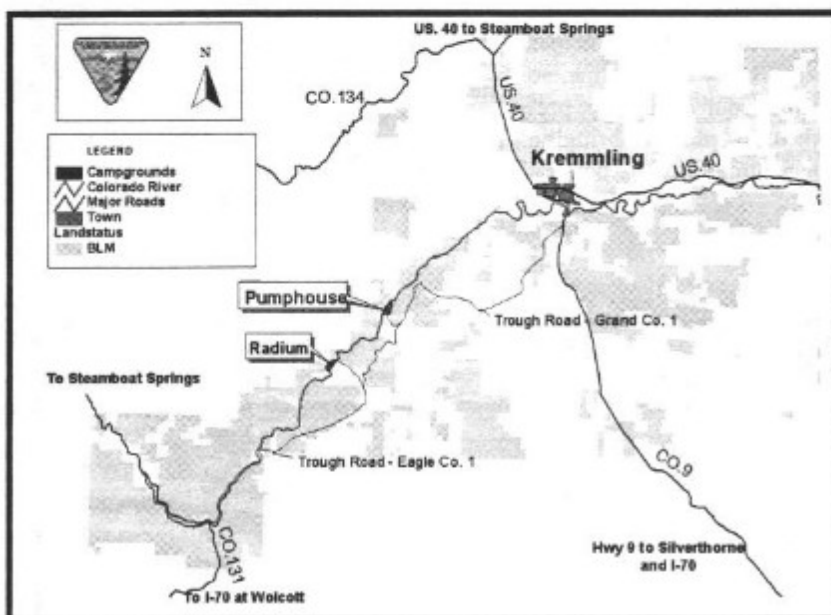 US. 40 to Steamboat Springs
N
CO.134
US.40
LEGEND
Campgrounds
Colorado River
Major Roads
Town
Landstatus
BLM
Kremmling
US.40
Pumphouse
Trough Road - Grand Co. 1
Radium
To Steamboat Springs
Trough Road - Eagle Co. 1
CO.9
CO.131
Hwy 9 to Silverthorne
and I-70
To I-70 at Wolcott